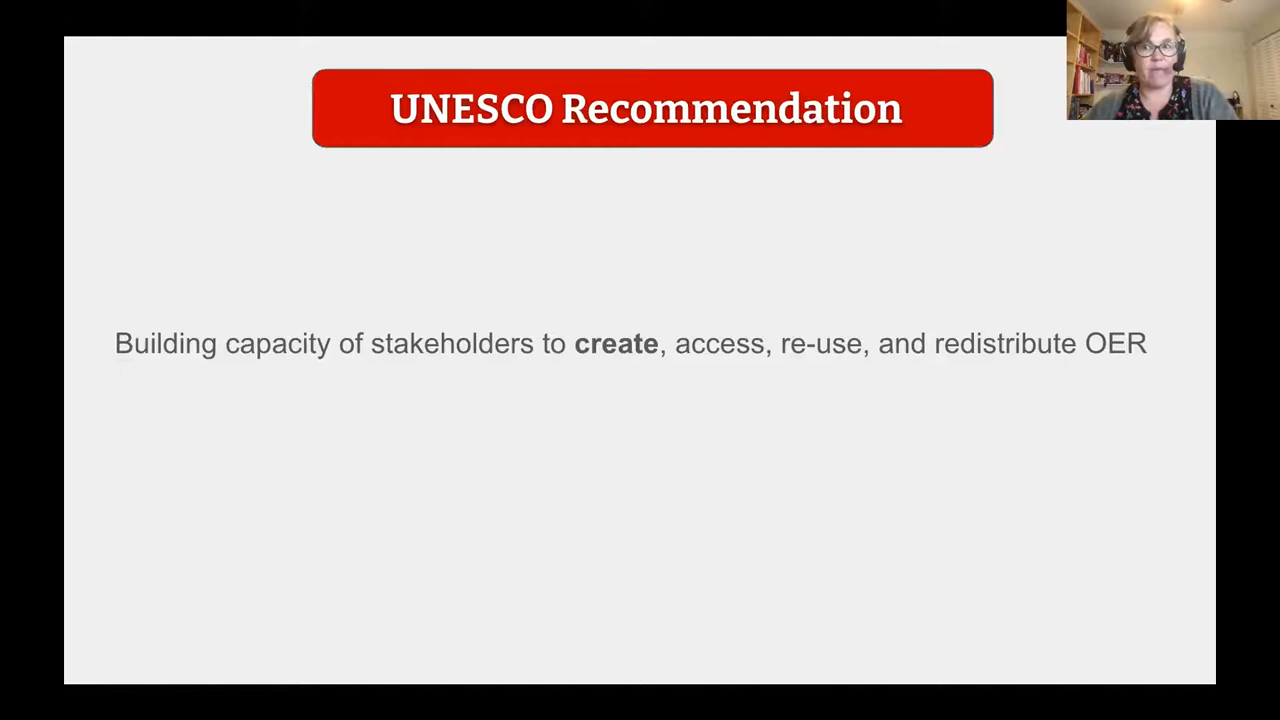 UNESCO Recommendation
Building capacity of stakeholders to create, access, re-use, and redistribute OER